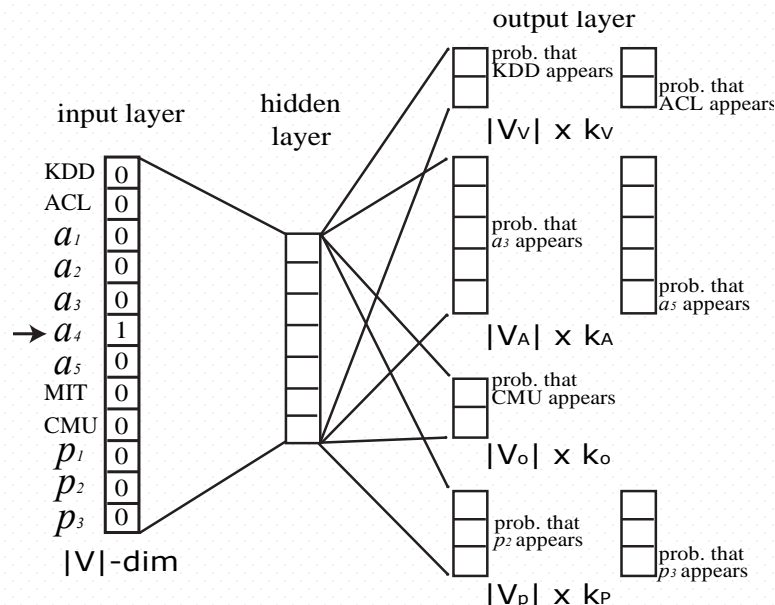 input layer
KDD 0
ACL 0
a1 0
a2 0
a3 0
a4 1
a5 0
MIT 0
CMU 0
p1 0
p2 0
p3 0
|V|-dim
hidden
layer
output layer
prob. that
KDD appears
prob. that
ACL appears
|VV| x kV
prob. that
a3 appears
prob. that
a5 appears
|VA| x kA
prob. that
CMU appears
|Vo| x ko
prob. that
p2 appears
prob. that
p3 appears
|Vp| x kP